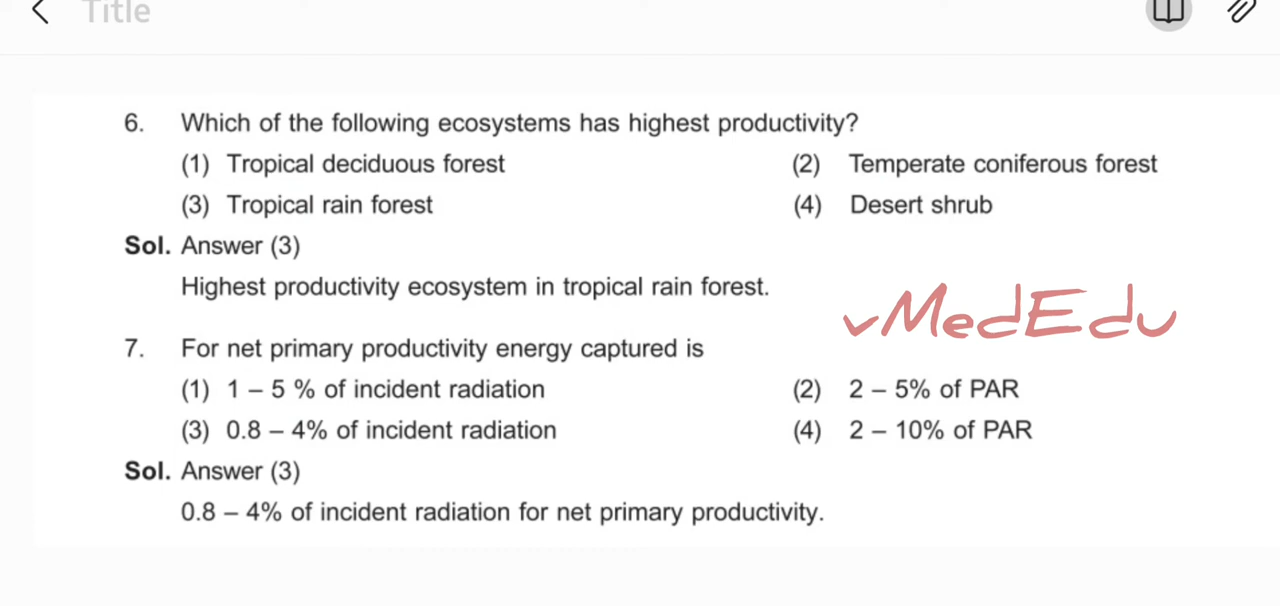 Title
6. Which of the following ecosystems has highest productivity?
(1) Tropical deciduous forest (2) Temperate coniferous forest
(3) Tropical rain forest (4) Desert shrub
Sol. Answer (3)
Highest productivity ecosystem in tropical rain forest.
vMedEdu
7. For net primary productivity energy captured is
(1) 1 – 5 % of incident radiation (2) 2 – 5% of PAR
(3) 0.8 – 4% of incident radiation (4) 2 – 10% of PAR
Sol. Answer (3)
0.8 – 4% of incident radiation for net primary productivity.